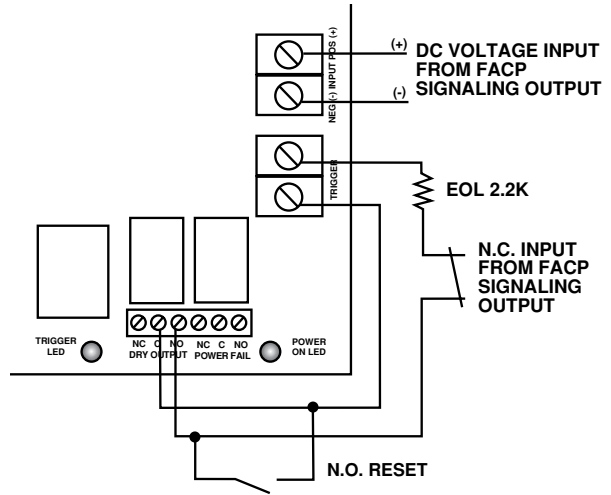 NEG (-) INPUT POS (+)
(+)
DC VOLTAGE INPUT
FROM FACP
SIGNALING OUTPUT
(-)
TRIGGER
EOL 2.2K
N.C. INPUT
FROM FACP
SIGNALING
OUTPUT
TRIGGER
LED
NC C NO NC C NO
DRY OUTPUT POWER FAIL
POWER
ON LED
N.O. RESET